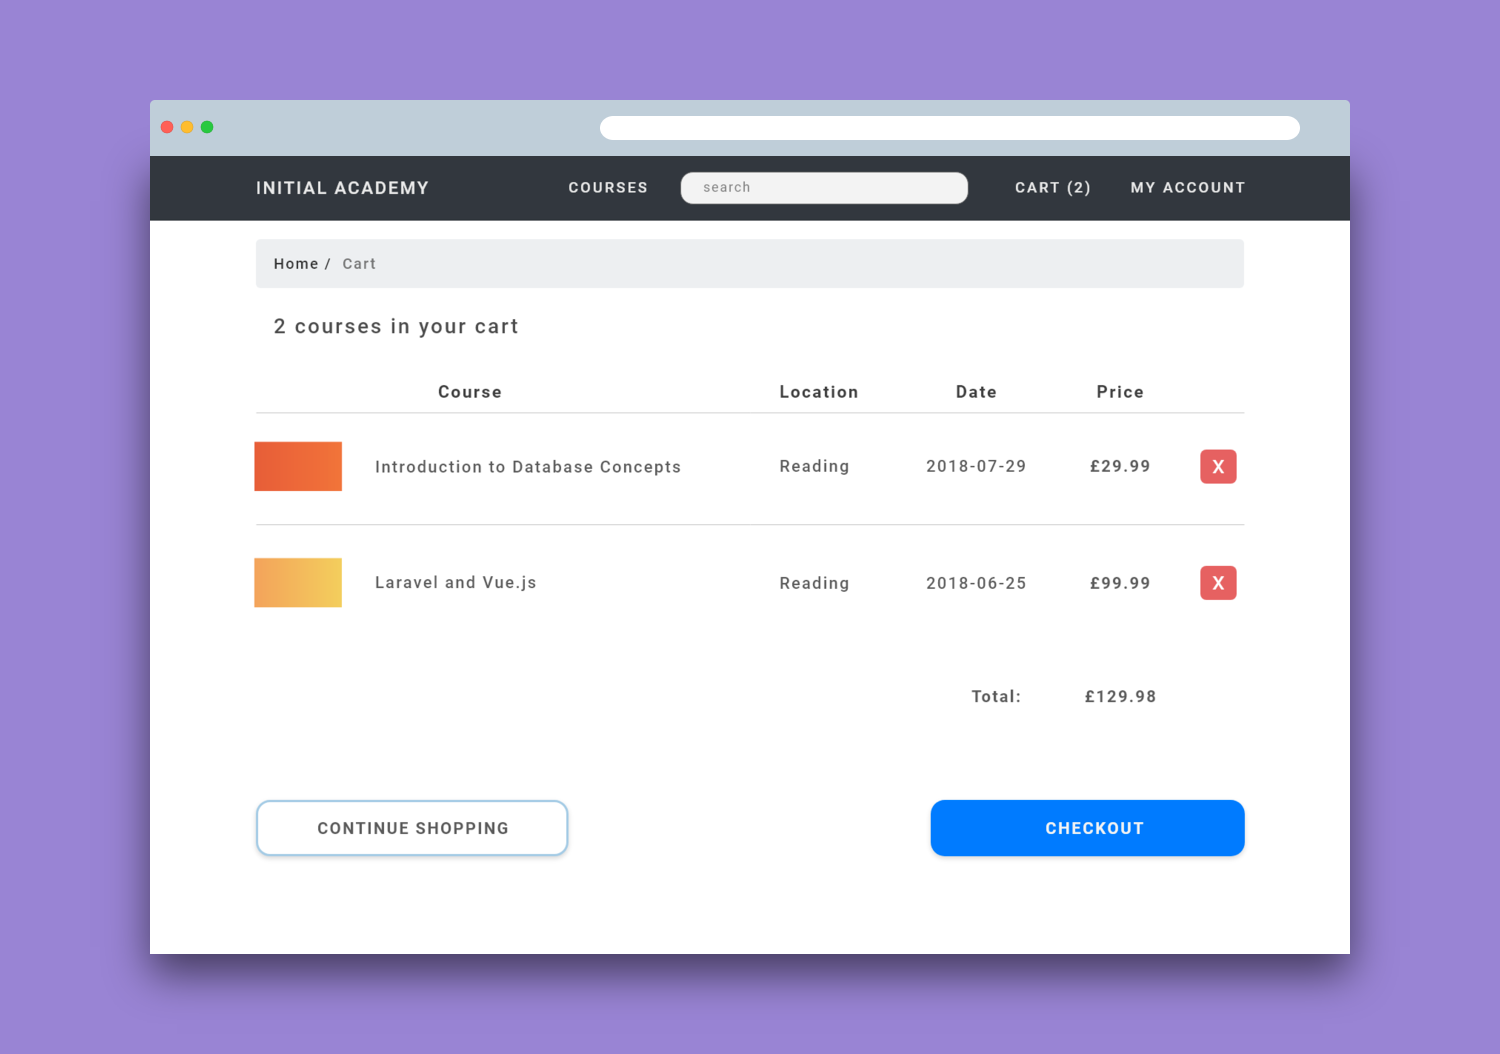 INITIAL ACADEMY COURSES search CART (2) MY ACCOUNT
Home / Cart
2 courses in your cart
Course Location Date Price
Introduction to Database Concepts Reading 2018-07-29 £29.99 X
Laravel and Vue.js Reading 2018-06-25 £99.99 X
Total: £129.98
CONTINUE SHOPPING CHECKOUT